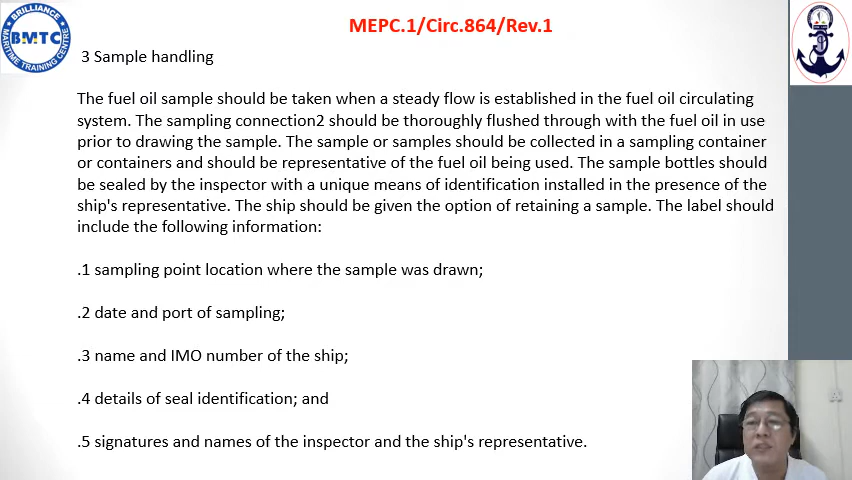 BRILLIANCE
BMTC
MARITIME TRAINING CENTRE
MEPC.1/Circ.864/Rev.1
3 Sample handling
The fuel oil sample should be taken when a steady flow is established in the fuel oil circulating
system. The sampling connection2 should be thoroughly flushed through with the fuel oil in use
prior to drawing the sample. The sample or samples should be collected in a sampling container
or containers and should be representative of the fuel oil being used. The sample bottles should
be sealed by the inspector with a unique means of identification installed in the presence of the
ship's representative. The ship should be given the option of retaining a sample. The label should
include the following information:
.1 sampling point location where the sample was drawn;
.2 date and port of sampling;
.3 name and IMO number of the ship;
.4 details of seal identification; and
.5 signatures and names of the inspector and the ship's representative.